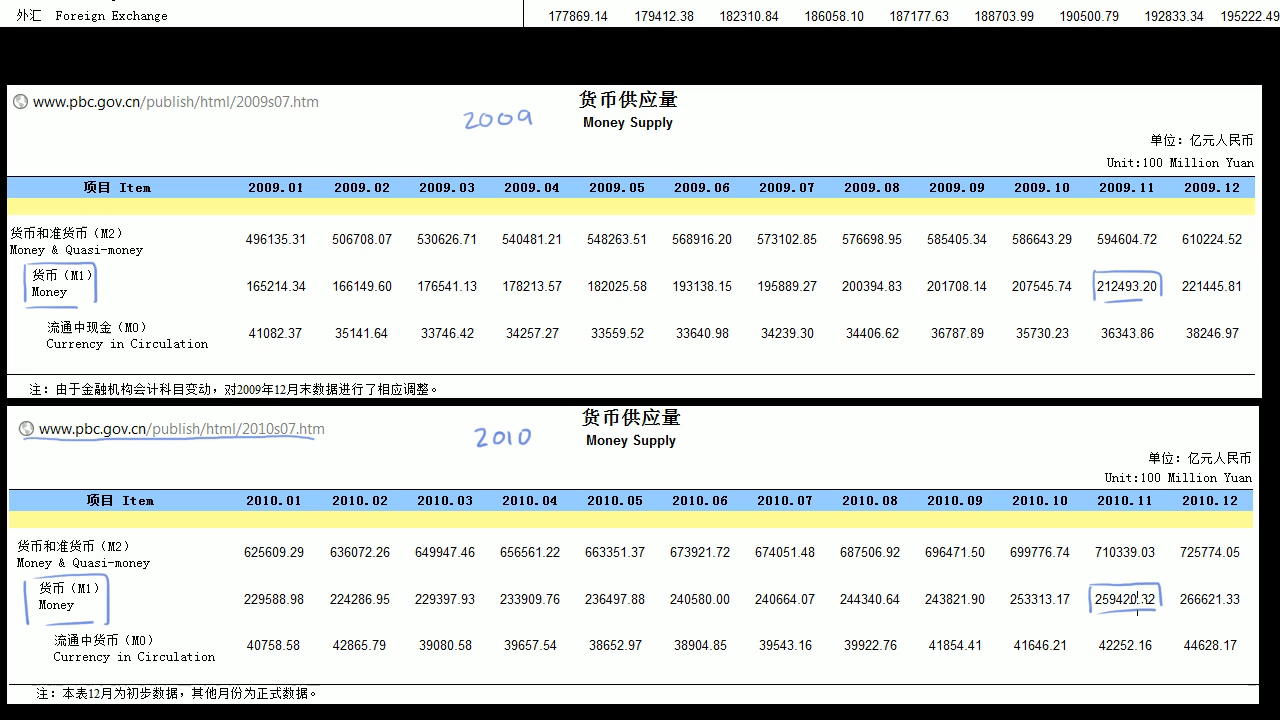 外汇 Foreign Exchange 177869.14 179412.38 182310.84 186058.10 187177.63 188703.99 190500.79 192833.34 195222.49
www.pbc.gov.cn/publish/html/2009s07.htm
2009
货币供应量
Money Supply
单位：亿元人民币
Unit:100 Million Yuan
项目 Item 2009.01 2009.02 2009.03 2009.04 2009.05 2009.06 2009.07 2009.08 2009.09 2009.10 2009.11 2009.12
货币和准货币（M2）
Money & Quasi-money 496135.31 506708.07 530626.71 540481.21 548263.51 568916.20 573102.85 576698.95 585405.34 586643.29 594604.72 610224.52
货币（M1）
Money 165214.34 166149.60 176541.13 178213.57 182025.58 193138.15 195889.27 200394.83 201708.14 207545.74 212493.20 221445.81
流通中现金（M0）
Currency in Circulation 41082.37 35141.64 33746.42 34257.27 33559.52 33640.98 34239.30 34406.62 36787.89 35730.23 36343.86 38246.97
注：由于金融机构会计科目变动，对2009年12月末数据进行了相应调整。
www.pbc.gov.cn/publish/html/2010s07.htm
2010
货币供应量
Money Supply
单位：亿元人民币
Unit:100 Million Yuan
项目 Item 2010.01 2010.02 2010.03 2010.04 2010.05 2010.06 2010.07 2010.08 2010.09 2010.10 2010.11 2010.12
货币和准货币（M2）
Money & Quasi-money 625609.29 636072.26 649947.46 656561.22 663351.37 673921.72 674051.48 687506.92 696471.50 699776.74 710339.03 725774.05
货币（M1）
Money 229588.98 224286.95 229397.93 233909.76 236497.88 240580.00 240664.07 244340.64 243821.90 253313.17 259420.32 266621.33
流通中货币（M0）
Currency in Circulation 40758.58 42865.79 39080.58 39657.54 38652.97 38904.85 39543.16 39922.76 41854.41 41646.21 42252.16 44628.17
注：本表12月为初步数据，其他月份为正式数据。